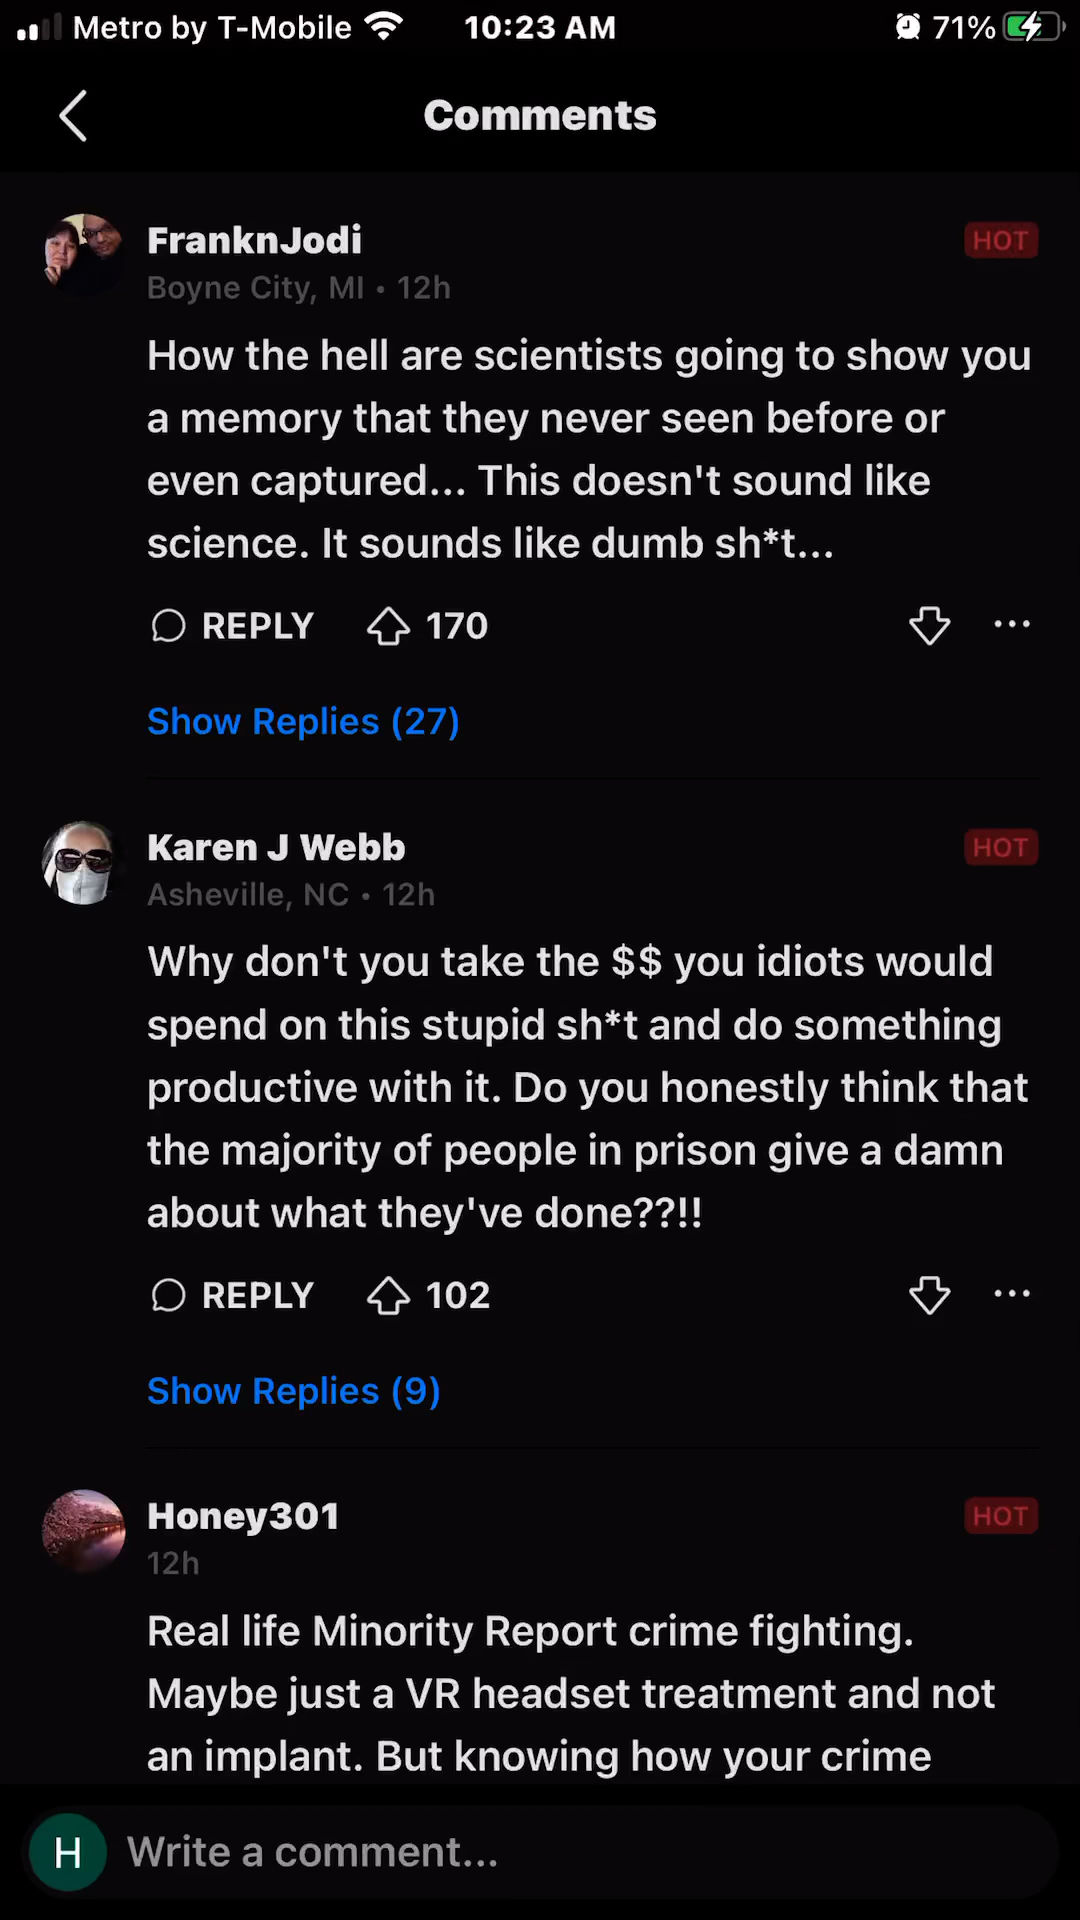 Metro by T-Mobile 10:23 AM 71%
Comments
FranknJodi HOT
Boyne City, MI • 12h
How the hell are scientists going to show you
a memory that they never seen before or
even captured... This doesn't sound like
science. It sounds like dumb sh*t...
REPLY 170
Show Replies (27)
Karen J Webb HOT
Asheville, NC • 12h
Why don't you take the $$ you idiots would
spend on this stupid sh*t and do something
productive with it. Do you honestly think that
the majority of people in prison give a damn
about what they've done??!!
REPLY 102
Show Replies (9)
Honey301 HOT
12h
Real life Minority Report crime fighting.
Maybe just a VR headset treatment and not
an implant. But knowing how your crime
H Write a comment...